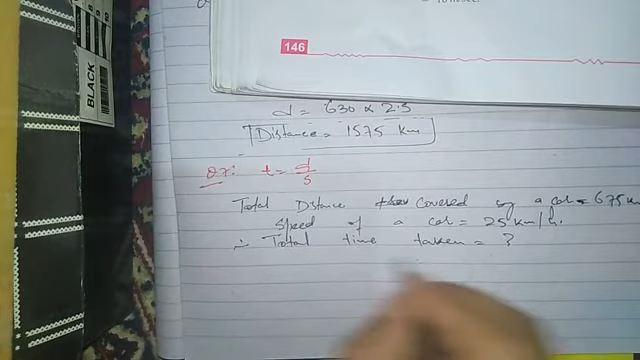 146
BLACK
d = 630 x 2.5
Distance = 1575 Km
ex: t = d/s
Total Distance Covered by a car = 675 Km
Speed of a car = 25 Km/h.
∴ Total time taken = ?